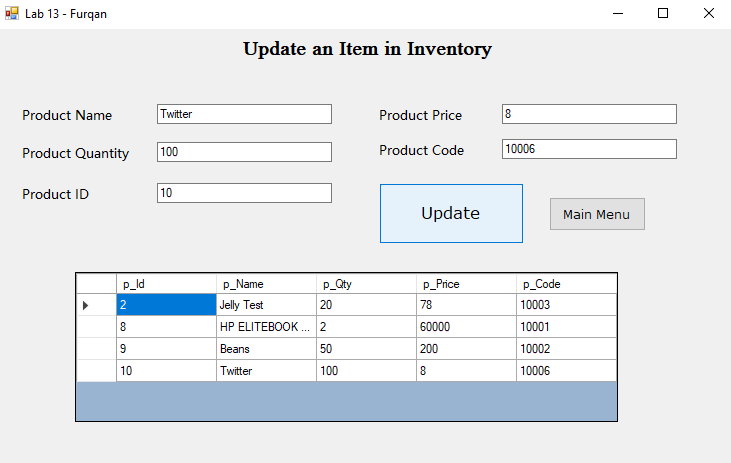 Lab 13 - Furqan
Update an Item in Inventory
Product Name Twitter Product Price 8
Product Quantity 100 Product Code 10006
Product ID 10
Update Main Menu
p_Id p_Name p_Qty p_Price p_Code
2 Jelly Test 20 78 10003
8 HP ELITEBOOK ... 2 60000 10001
9 Beans 50 200 10002
10 Twitter 100 8 10006